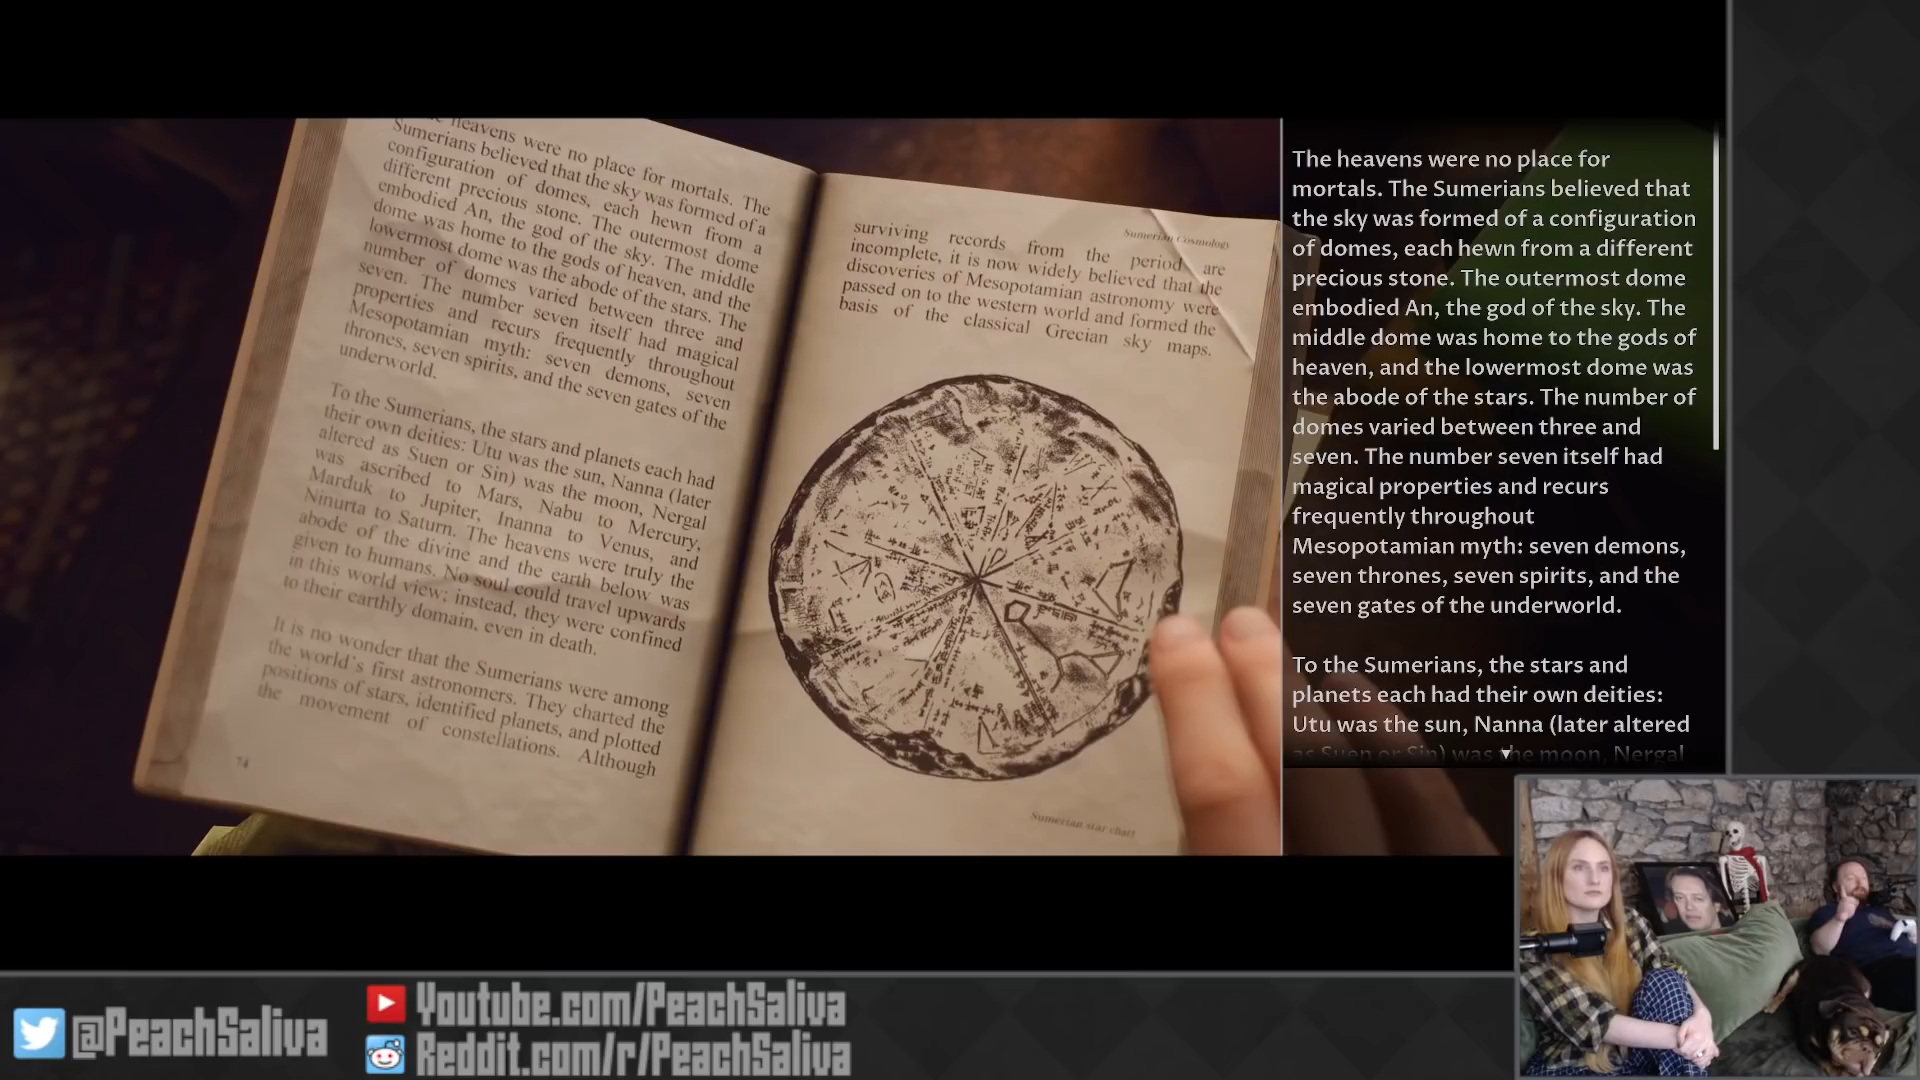 the heavens were no place for mortals. The
Sumerians believed that the sky was formed of a
configuration of domes, each hewn from a
different precious stone. The outermost dome
embodied An, the god of the sky. The middle
dome was home to the gods of heaven, and the
lowermost dome was the abode of the stars. The
number of domes varied between three and
seven. The number seven itself had magical
properties and recurs frequently throughout
Mesopotamian myth: seven demons, seven
thrones, seven spirits, and the seven gates of the
underworld.
To the Sumerians, the stars and planets each had
their own deities: Utu was the sun, Nanna (later
altered as Suen or Sin) was the moon, Nergal
was ascribed to Mars, Nabu to Mercury,
Marduk to Jupiter, Inanna to Venus, and
Ninurta to Saturn. The heavens were truly the
abode of the divine and the earth below was
given to humans. No soul could travel upwards
in this world view; instead, they were confined
to their earthly domain, even in death.
It is no wonder that the Sumerians were among
the world's first astronomers. They charted the
positions of stars, identified planets, and plotted
the movement of constellations. Although
74
Sumerian Cosmology
surviving records from the period are
incomplete, it is now widely believed that the
discoveries of Mesopotamian astronomy were
passed on to the western world and formed the
basis of the classical Grecian sky maps.
Sumerian star chart
The heavens were no place for
mortals. The Sumerians believed that
the sky was formed of a configuration
of domes, each hewn from a different
precious stone. The outermost dome
embodied An, the god of the sky. The
middle dome was home to the gods of
heaven, and the lowermost dome was
the abode of the stars. The number of
domes varied between three and
seven. The number seven itself had
magical properties and recurs
frequently throughout
Mesopotamian myth: seven demons,
seven thrones, seven spirits, and the
seven gates of the underworld.
To the Sumerians, the stars and
planets each had their own deities:
Utu was the sun, Nanna (later altered
as Suen or Sin) was the moon, Nergal
@PeachSaliva
Youtube.com/PeachSaliva
Reddit.com/r/PeachSaliva